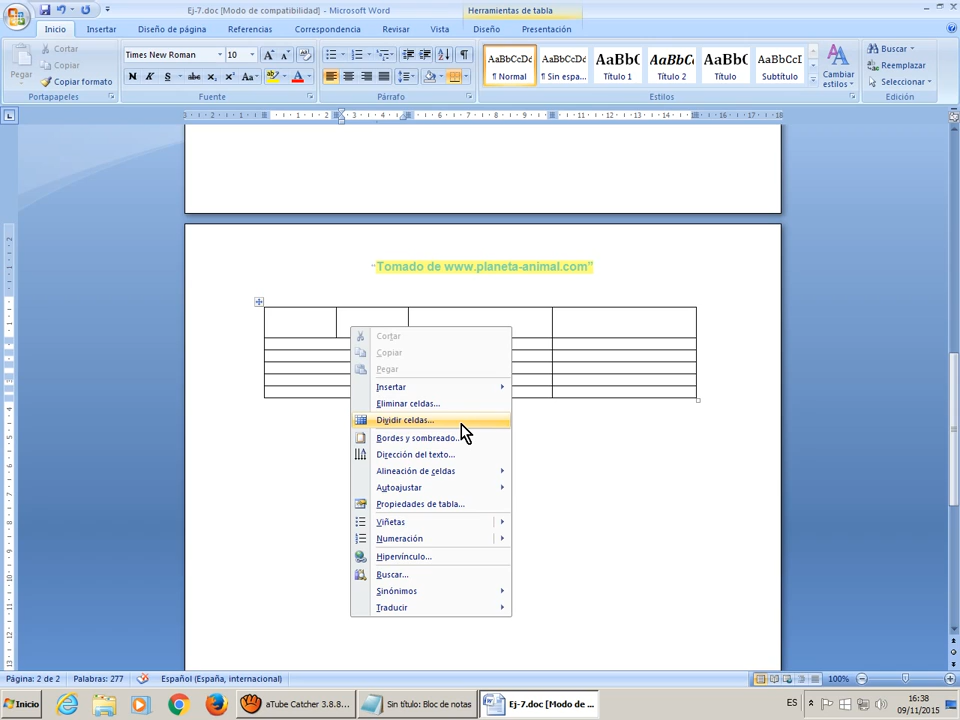 Ej-7.doc [Modo de compatibilidad] - Microsoft Word
Herramientas de tabla
Inicio Insertar Diseño de página Referencias Correspondencia Revisar Vista Diseño Presentación
Pegar
Cortar
Copiar
Copiar formato
Portapapeles
Times New Roman 10
N K S abc x₂ x² Aa
Fuente
Párrafo
AaBbCcDc AaBbCcDc AaBbC AaBbCc AaBbC AaBbCcI
¶ Normal ¶ Sin espa... Título 1 Título 2 Título Subtítulo
Cambiar estilos
Estilos
Buscar
Reemplazar
Seleccionar
Edición
"Tomado de www.planeta-animal.com"
Cortar
Copiar
Pegar
Insertar
Eliminar celdas...
Dividir celdas...
Bordes y sombreado...
Dirección del texto...
Alineación de celdas
Autoajustar
Propiedades de tabla...
Viñetas
Numeración
Hipervínculo...
Buscar...
Sinónimos
Traducir
Página: 2 de 2 Palabras: 277 Español (España, internacional) 100%
Inicio aTube Catcher 3.8.8... Sin título: Bloc de notas Ej-7.doc [Modo de ... ES 16:38
09/11/2015